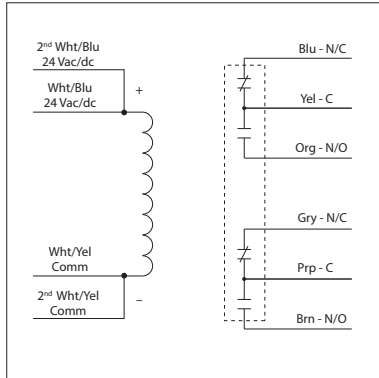 2nd Wht/Blu
24 Vac/dc
Wht/Blu
24 Vac/dc
+
Wht/Yel
Comm
2nd Wht/Yel
Comm
–
Blu - N/C
Yel - C
Org - N/O
Gry - N/C
Prp - C
Brn - N/O